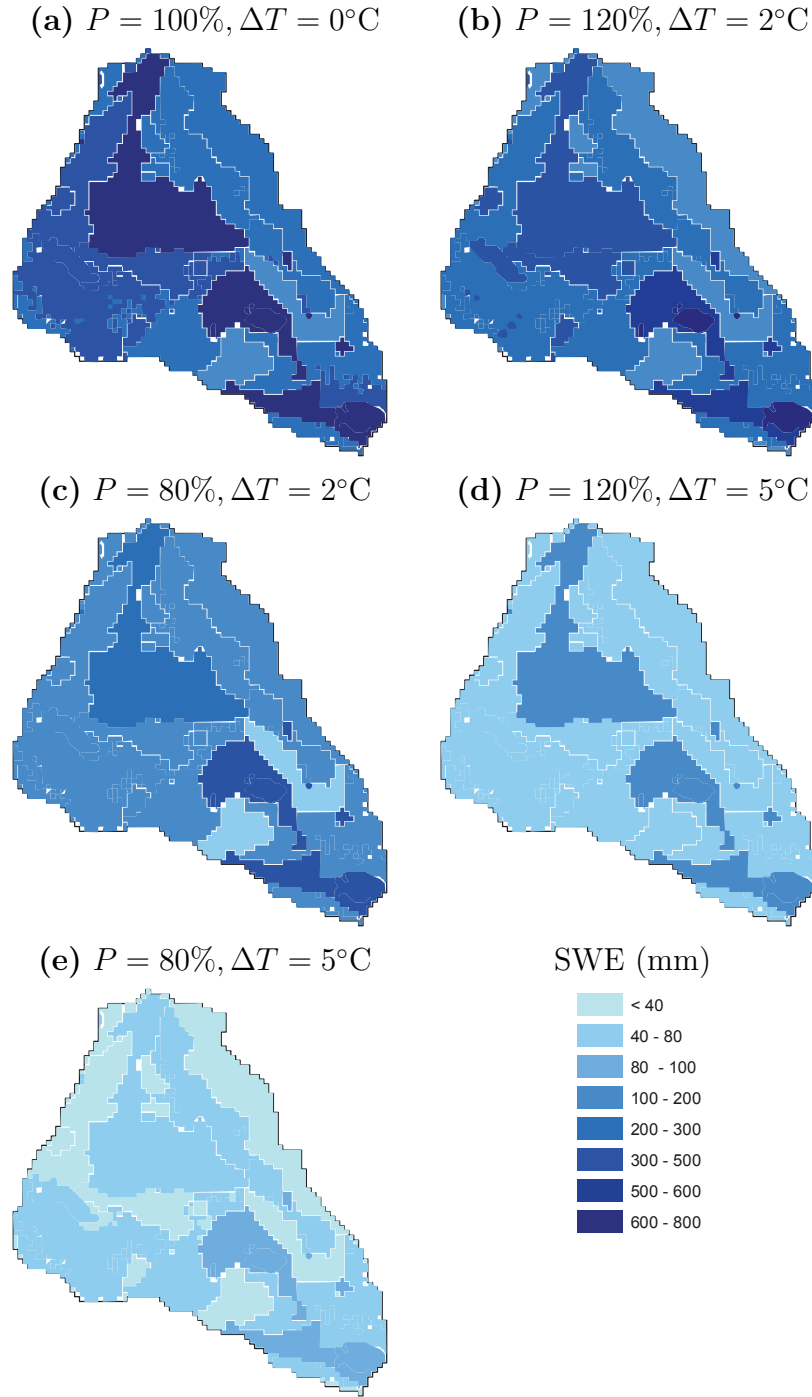 (a) P = 100%, ΔT = 0°C
(b) P = 120%, ΔT = 2°C
(c) P = 80%, ΔT = 2°C
(d) P = 120%, ΔT = 5°C
(e) P = 80%, ΔT = 5°C
SWE (mm)
< 40
40 - 80
80 - 100
100 - 200
200 - 300
300 - 500
500 - 600
600 - 800